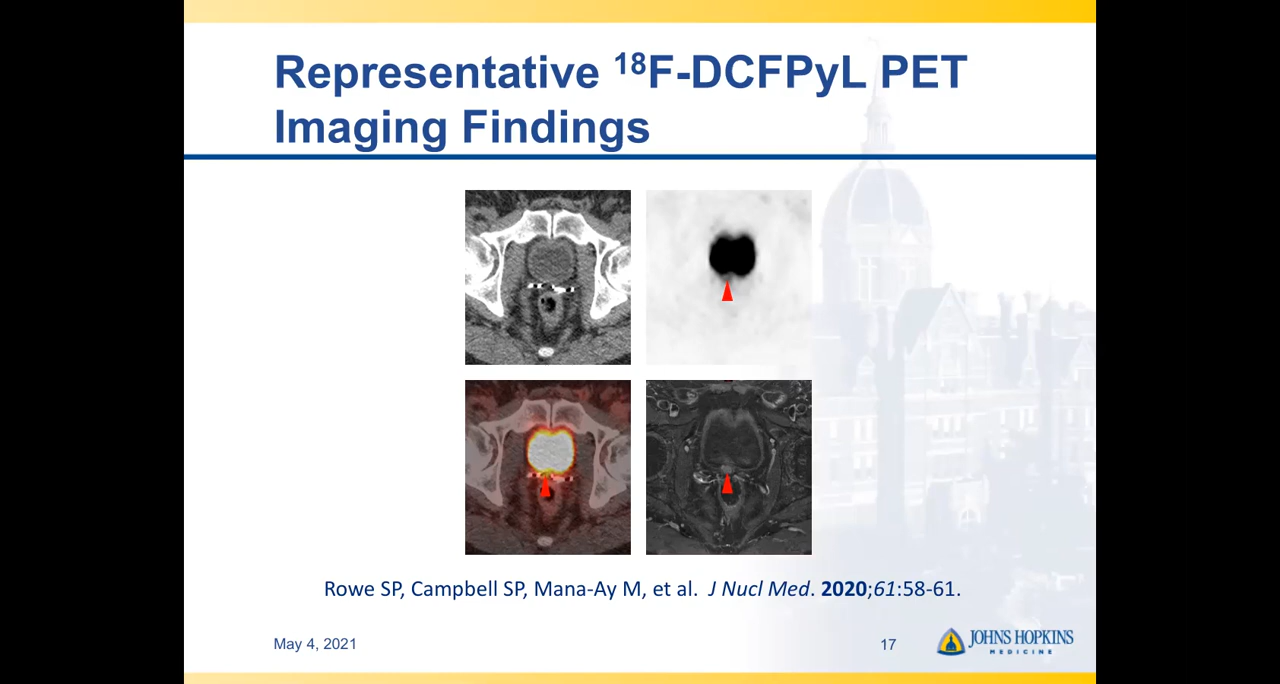 Representative ¹⁸F-DCFPyL PET
Imaging Findings
Rowe SP, Campbell SP, Mana-Ay M, et al. J Nucl Med. 2020;61:58-61.
May 4, 2021
17
JOHNS HOPKINS
MEDICINE